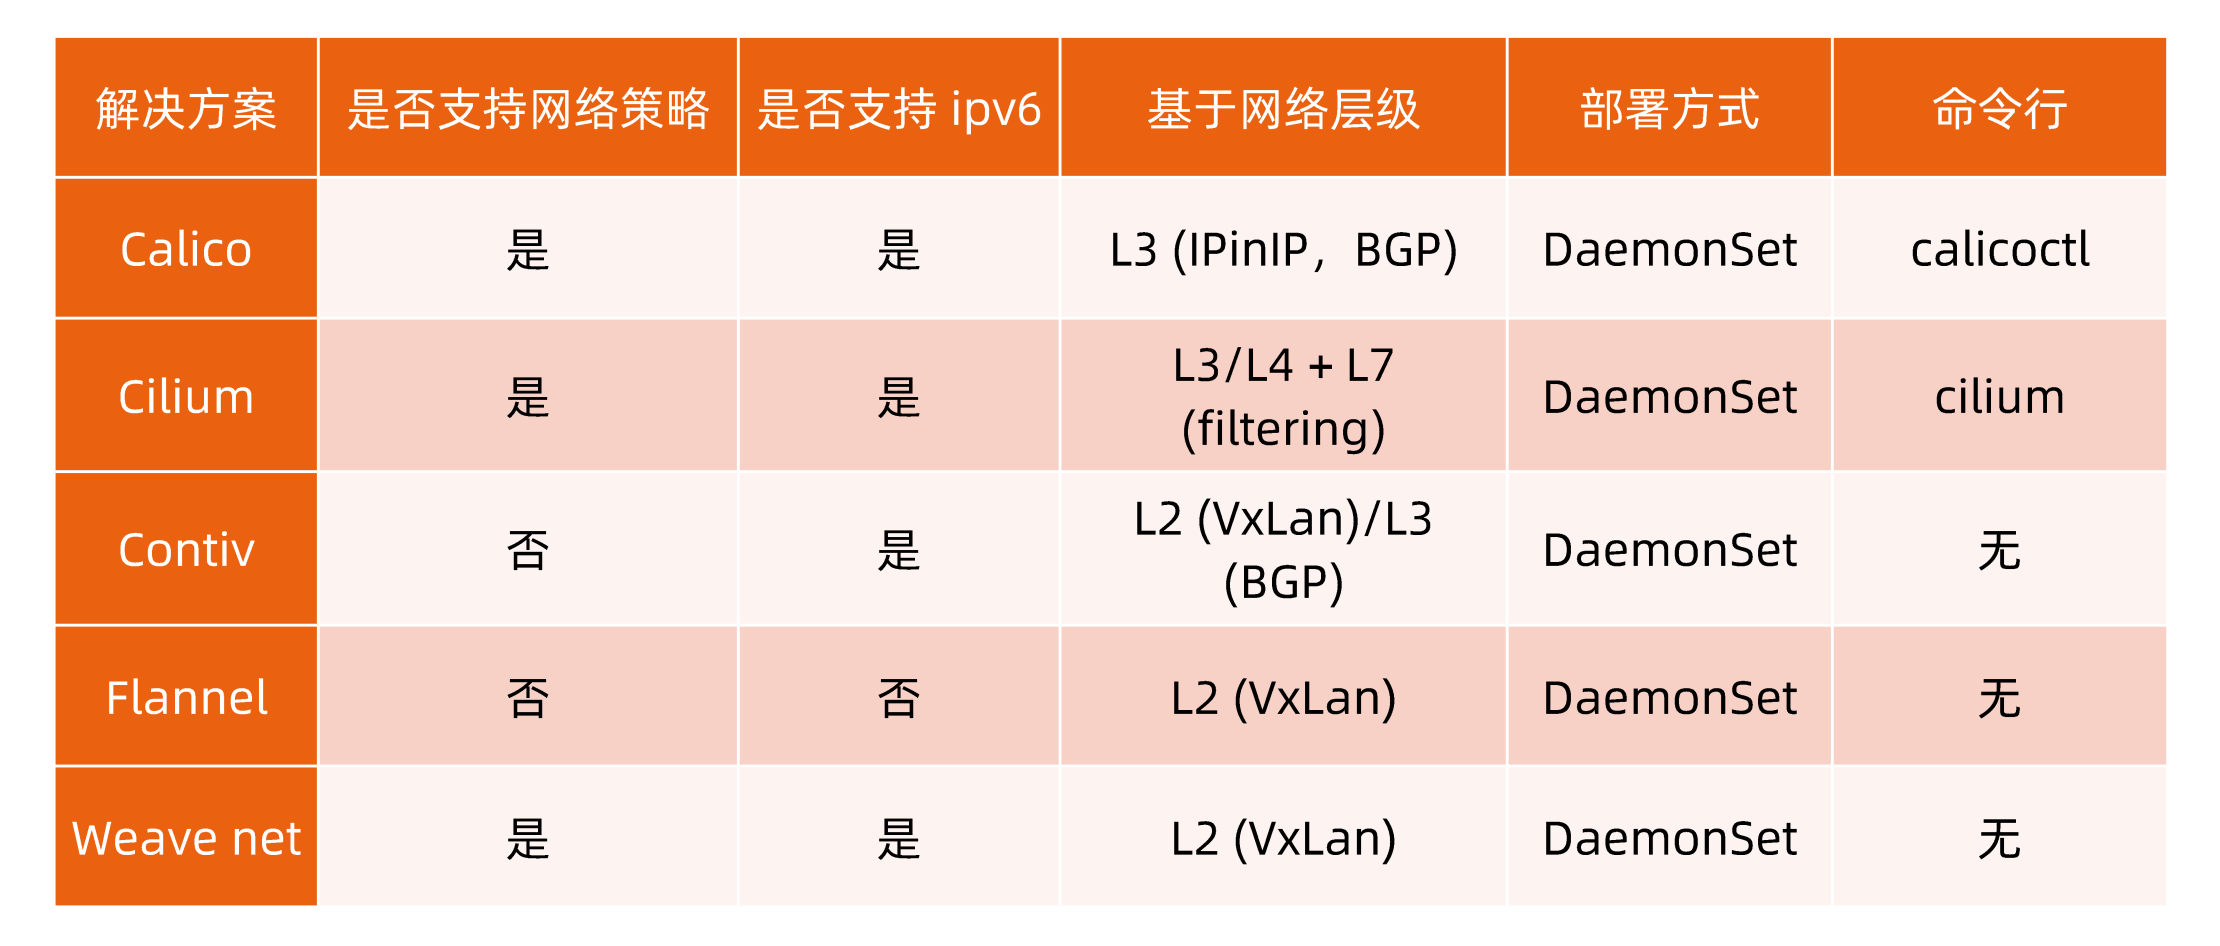 解决方案 是否支持网络策略 是否支持 ipv6 基于网络层级 部署方式 命令行
Calico 是 是 L3 (IPinIP，BGP) DaemonSet calicoctl
Cilium 是 是 L3/L4 + L7 (filtering) DaemonSet cilium
Contiv 否 是 L2 (VxLan)/L3 (BGP) DaemonSet 无
Flannel 否 否 L2 (VxLan) DaemonSet 无
Weave net 是 是 L2 (VxLan) DaemonSet 无